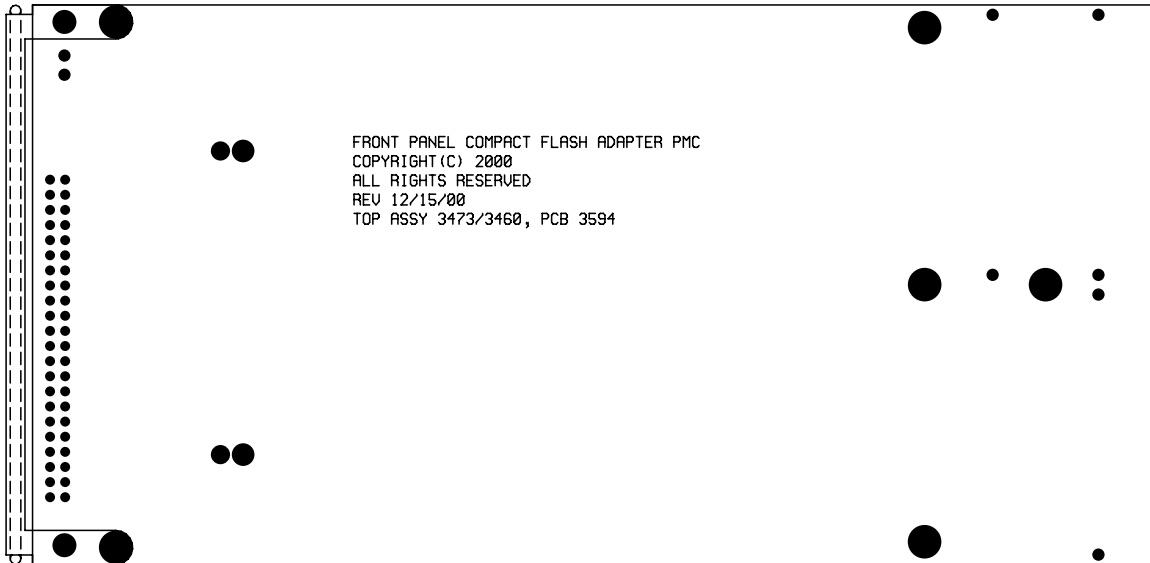 FRONT PANEL COMPACT FLASH ADAPTER PMC
COPYRIGHT(C) 2000
ALL RIGHTS RESERVED
REV 12/15/00
TOP ASSY 3473/3460, PCB 3594